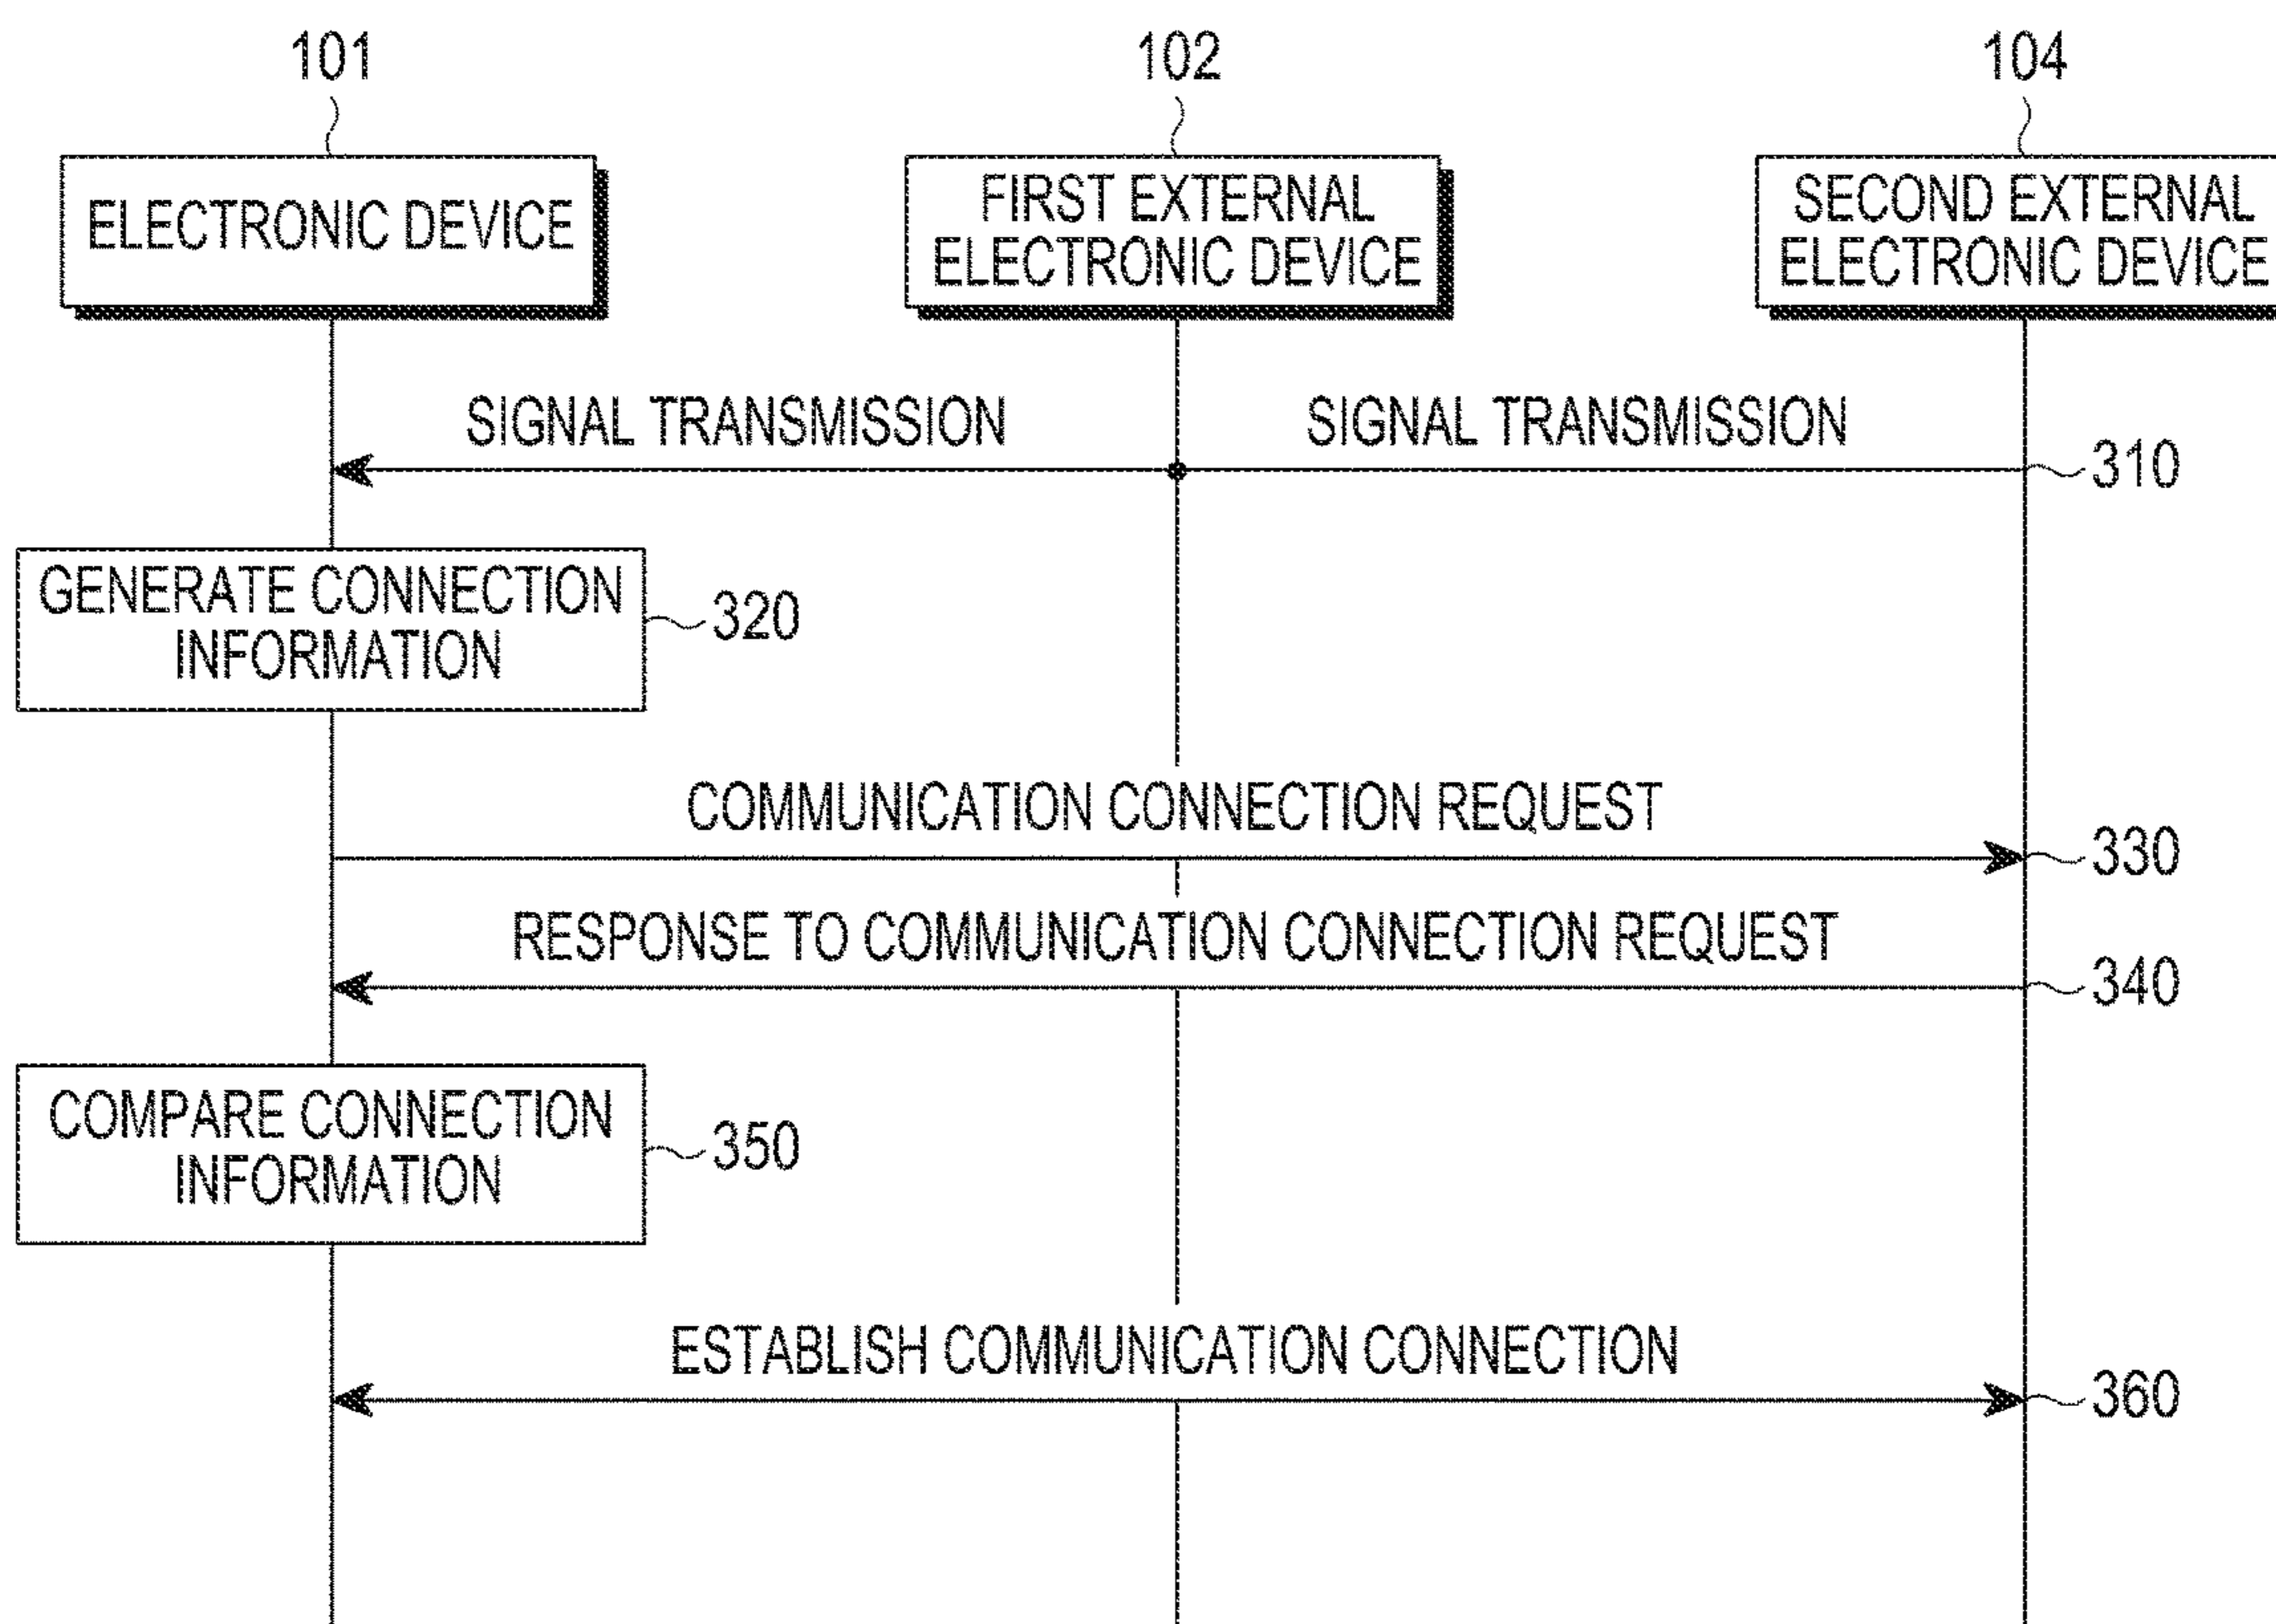 101
102
104
ELECTRONIC DEVICE
FIRST EXTERNAL
ELECTRONIC DEVICE
SECOND EXTERNAL
ELECTRONIC DEVICE
SIGNAL TRANSMISSION
SIGNAL TRANSMISSION
310
GENERATE CONNECTION
INFORMATION
320
COMMUNICATION CONNECTION REQUEST
330
RESPONSE TO COMMUNICATION CONNECTION REQUEST
340
COMPARE CONNECTION
INFORMATION
350
ESTABLISH COMMUNICATION CONNECTION
360